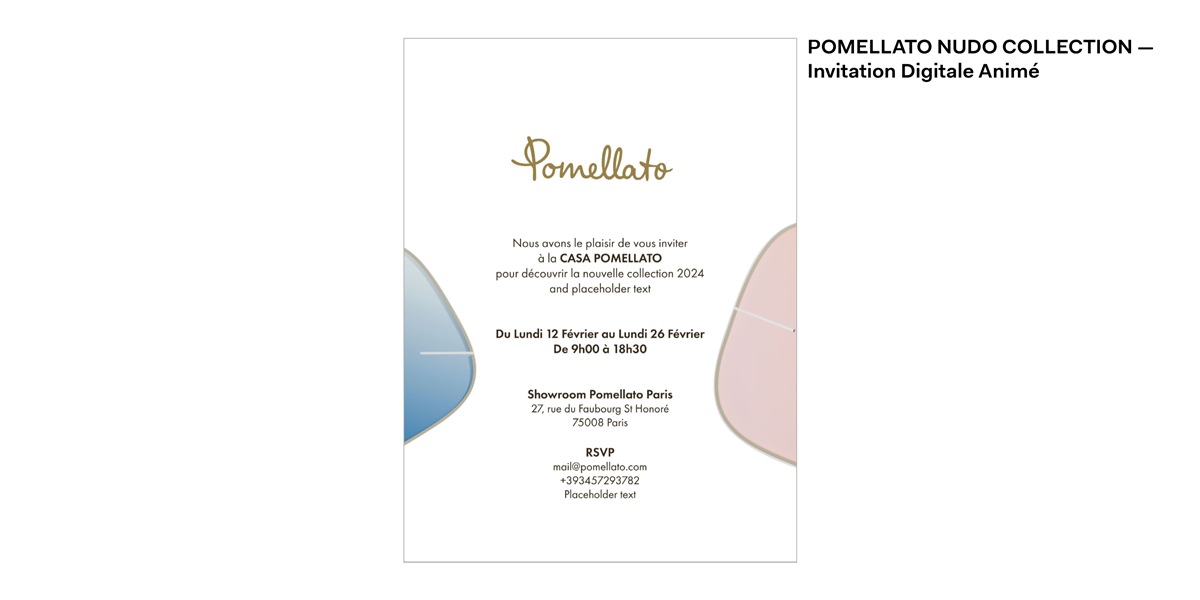 POMELLATO NUDO COLLECTION —
Invitation Digitale Animé
Pomellato
Nous avons le plaisir de vous inviter
à la CASA POMELLATO
pour découvrir la nouvelle collection 2024
and placeholder text
Du Lundi 12 Février au Lundi 26 Février
De 9h00 à 18h30
Showroom Pomellato Paris
27, rue du Faubourg St Honoré
75008 Paris
RSVP
mail@pomellato.com
+393457293782
Placeholder text